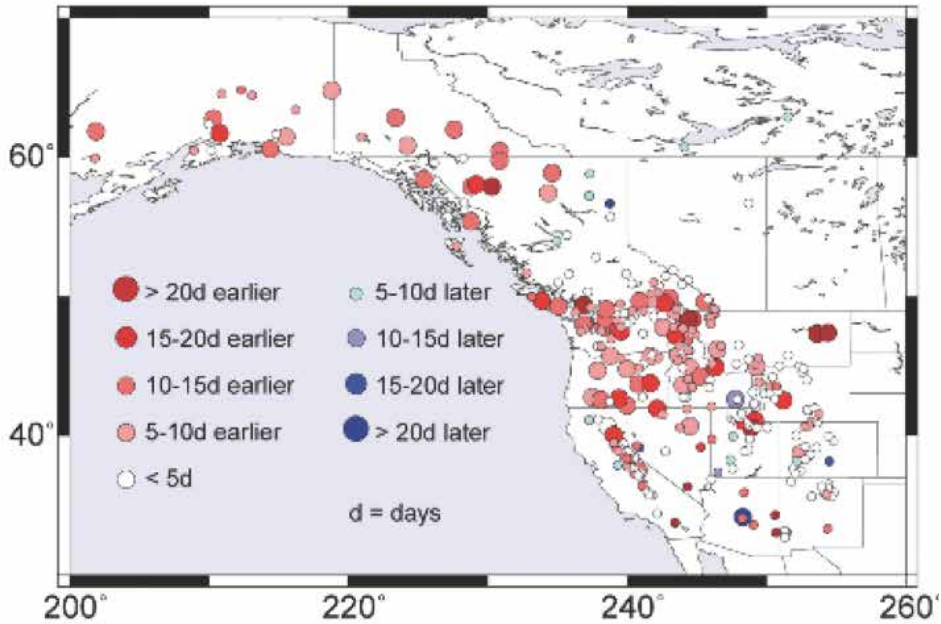 60°
40°
> 20d earlier
15-20d earlier
10-15d earlier
5-10d earlier
< 5d
5-10d later
10-15d later
15-20d later
> 20d later
d = days
200°
220°
240°
260°